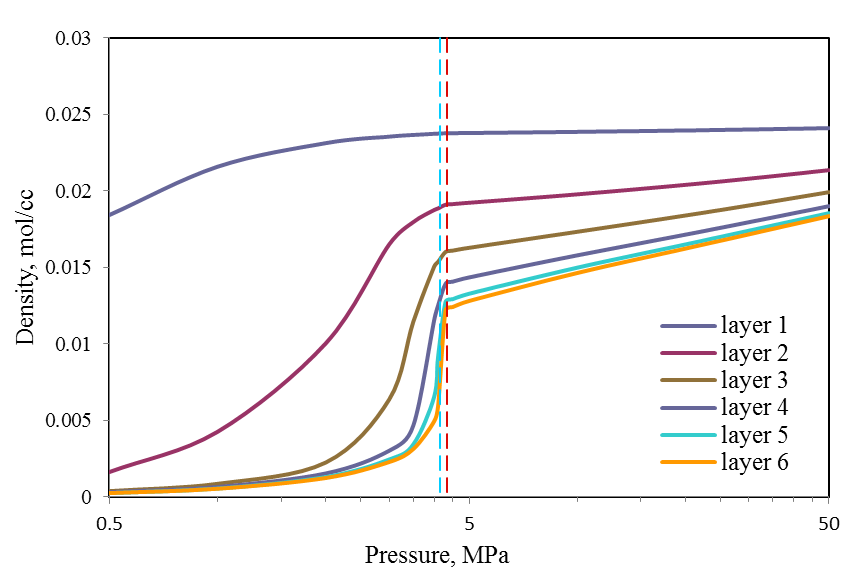 0.03
0.025
0.02
0.015
0.01
0.005
0
Density, mol/cc
layer 1
layer 2
layer 3
layer 4
layer 5
layer 6
0.5 5 50
Pressure, MPa